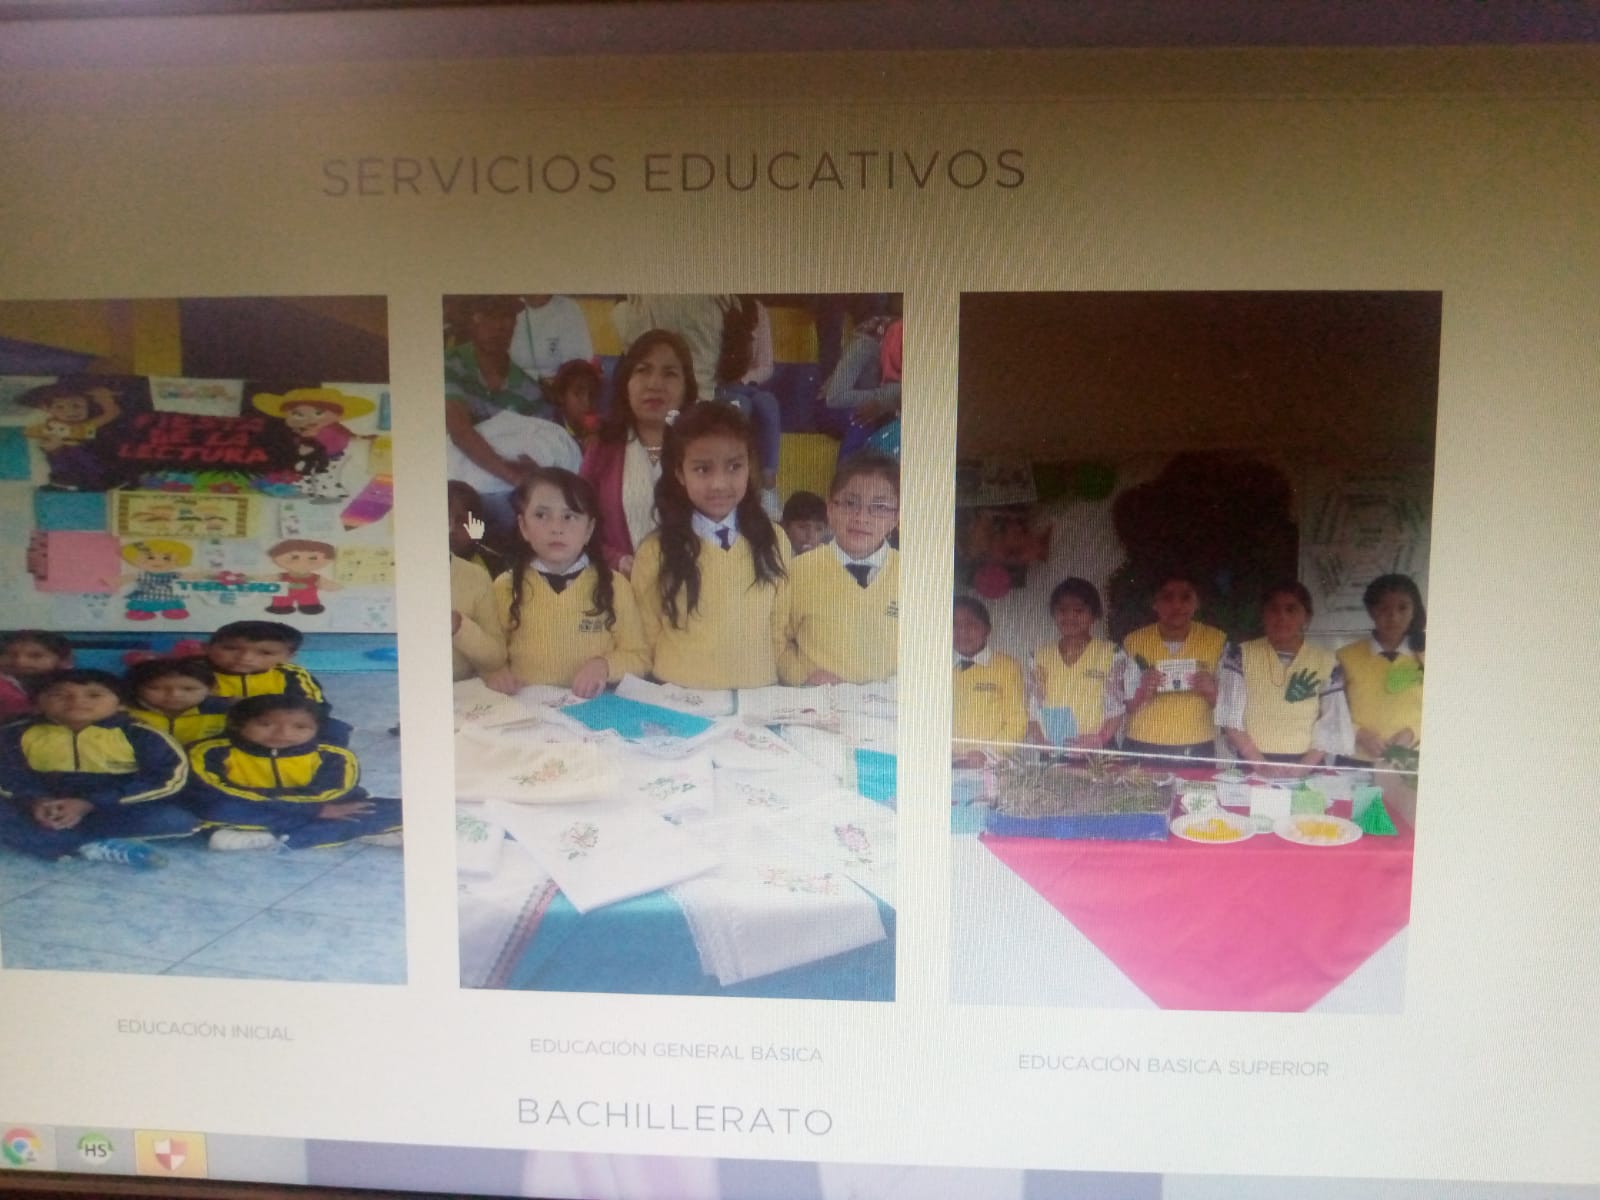 SERVICIOS EDUCATIVOS
FIESTA
DE LA
LECTURA
TERCERO
E
EDUCACIÓN INICIAL
EDUCACIÓN GENERAL BÁSICA
EDUCACIÓN BASICA SUPERIOR
BACHILLERATO
HS